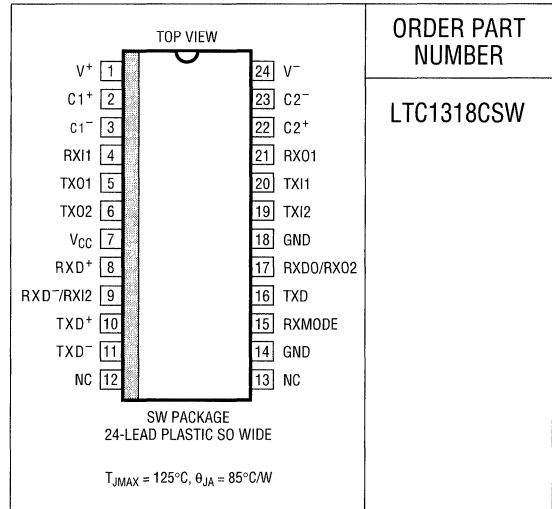 TOP VIEW
ORDER PART
NUMBER
LTC1318CSW
V+ 1
C1+ 2
C1− 3
RXI1 4
TXO1 5
TXO2 6
VCC 7
RXD+ 8
RXD−/RXI2 9
TXD+ 10
TXD− 11
NC 12
24 V−
23 C2−
22 C2+
21 RXO1
20 TXI1
19 TXI2
18 GND
17 RXDO/RXO2
16 TXD
15 RXMODE
14 GND
13 NC
SW PACKAGE
24-LEAD PLASTIC SO WIDE
TJMAX = 125°C, θJA = 85°C/W